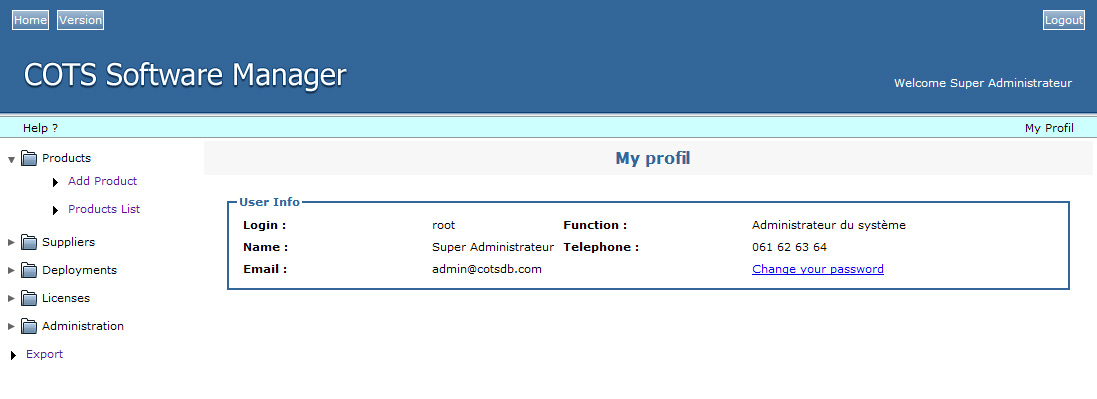 Home Version Logout
COTS Software Manager
Welcome Super Administrateur
Help ? My Profil
Products
Add Product
Products List
Suppliers
Deployments
Licenses
Administration
Export
My profil
User Info
Login : root Function : Administrateur du système
Name : Super Administrateur Telephone : 061 62 63 64
Email : admin@cotsdb.com Change your password